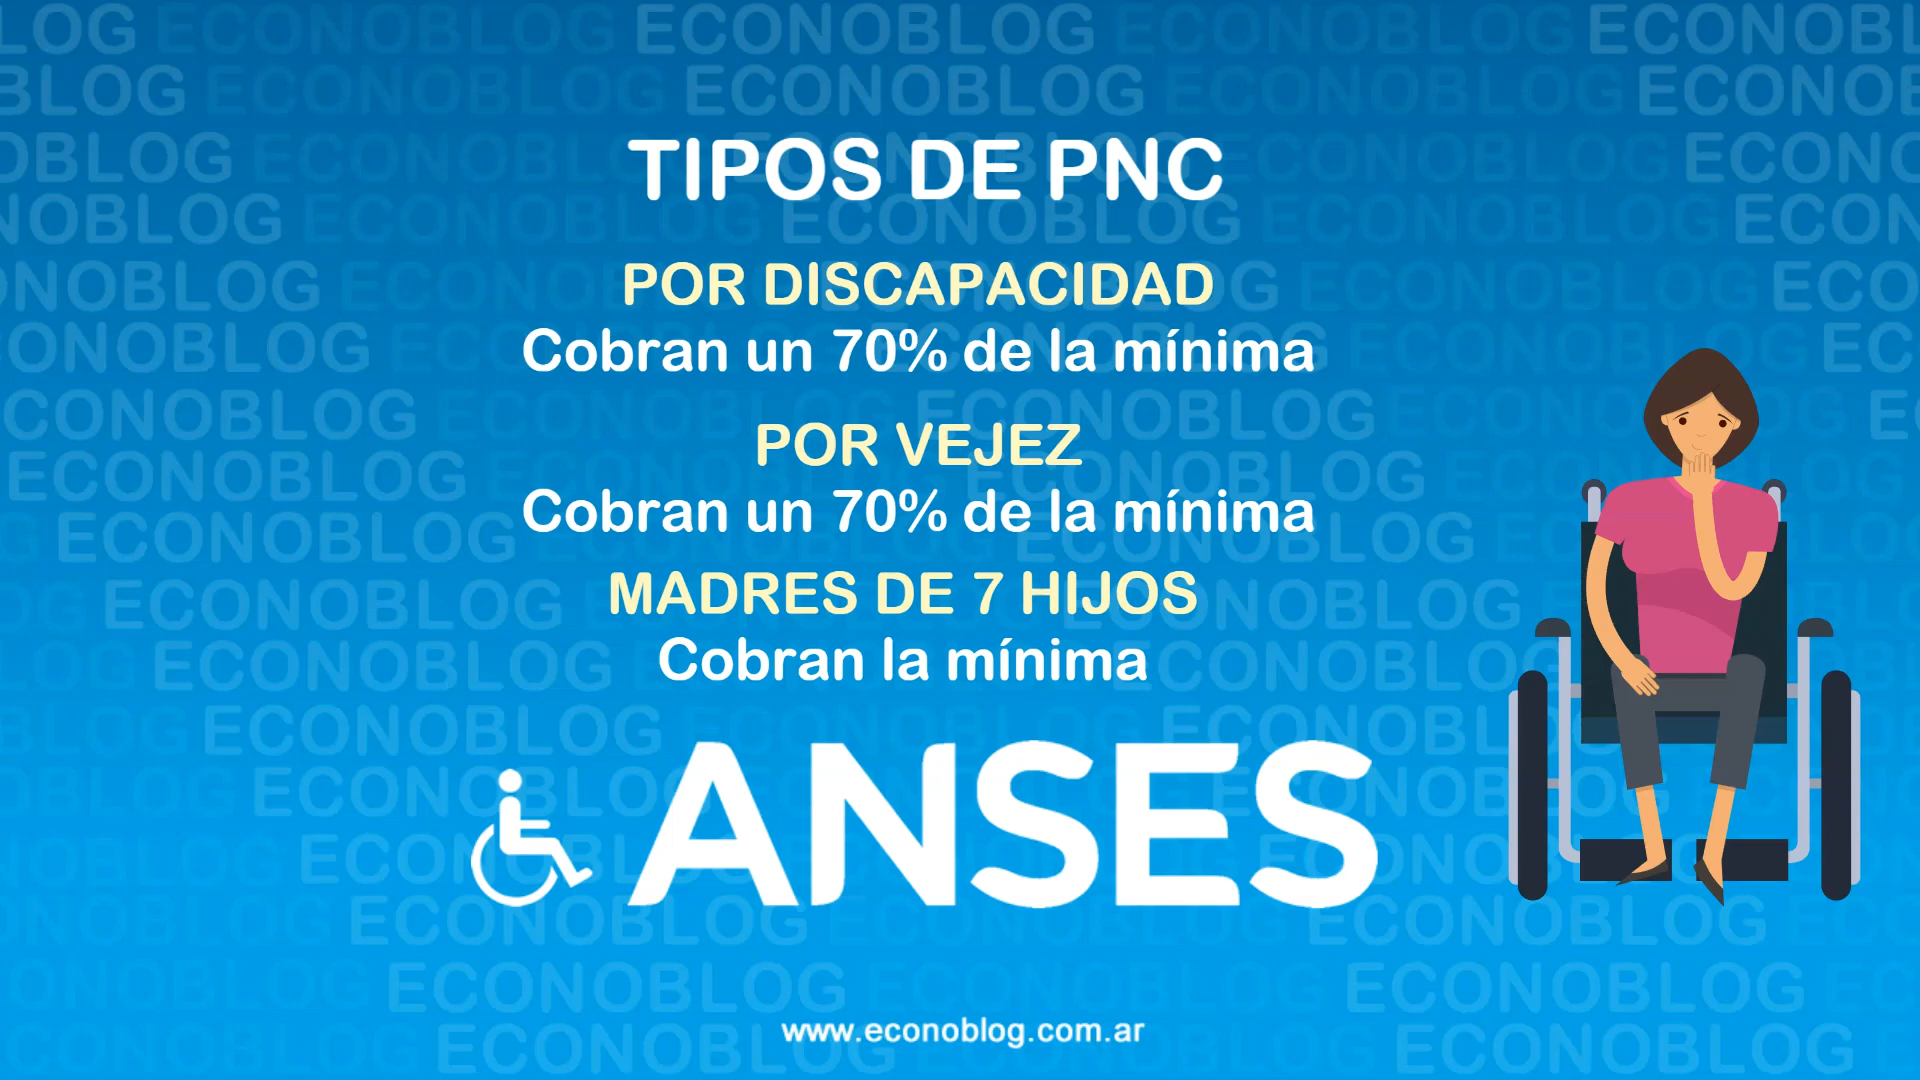 TIPOS DE PNC
POR DISCAPACIDAD
Cobran un 70% de la mínima
POR VEJEZ
Cobran un 70% de la mínima
MADRES DE 7 HIJOS
Cobran la mínima
ANSES
www.econoblog.com.ar
ECONOBLOG